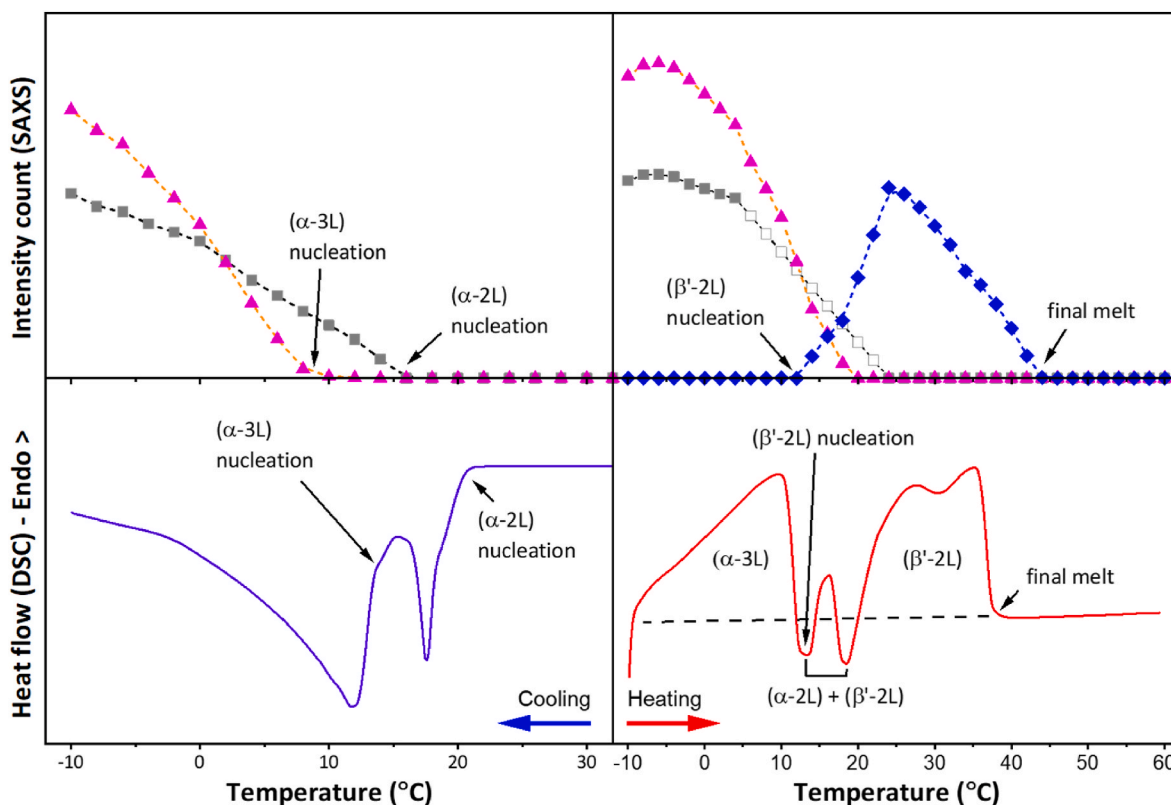 Intensity count (SAXS)
(α-3L)
nucleation
(α-2L)
nucleation
(β'-2L)
nucleation
final melt
Heat flow (DSC) - Endo >
(α-3L)
nucleation
(α-2L)
nucleation
Cooling
(β'-2L) nucleation
(α-3L)
(β'-2L)
final melt
(α-2L) + (β'-2L)
Heating
-10 0 10 20 30
-10 0 10 20 30 40 50 60
Temperature (°C)
Temperature (°C)